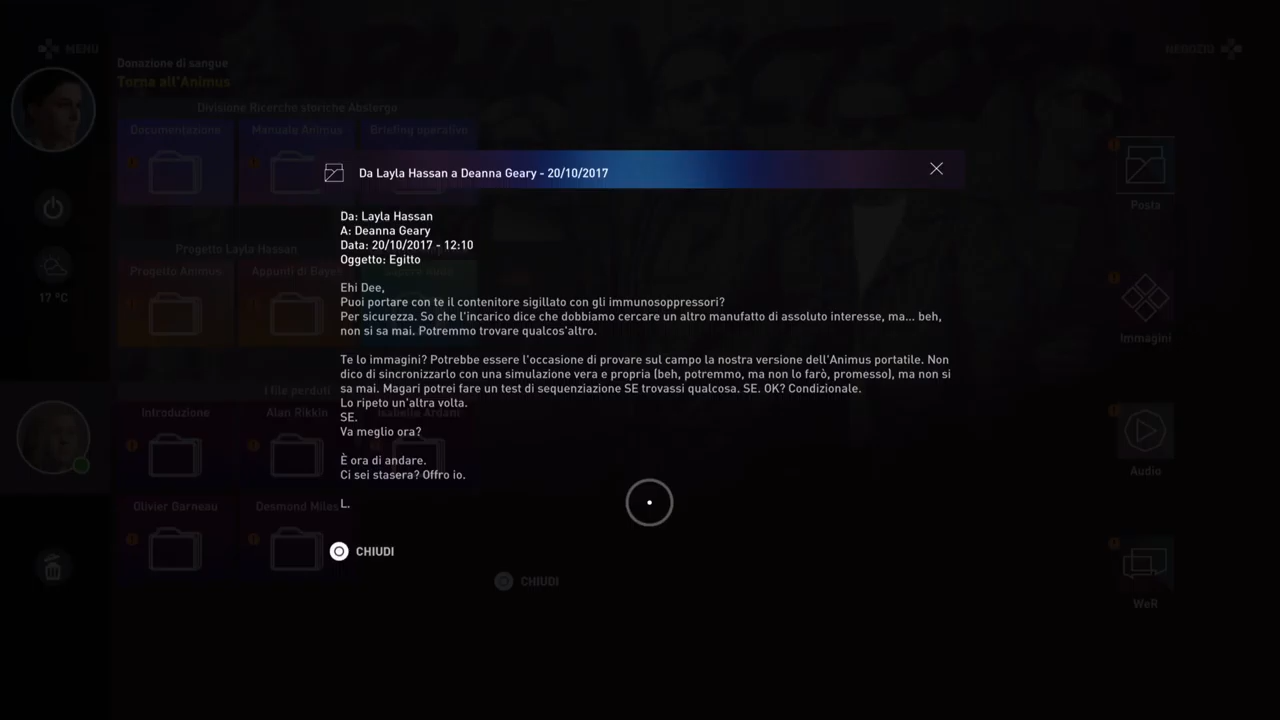 MENU
NEGOZIO
Donazione di sangue
Torna all'Animus
Divisione Ricerche storiche Abstergo
Documentazione
Manuale Animus
Briefing operativo
Da Layla Hassan a Deanna Geary - 20/10/2017
Da: Layla Hassan
A: Deanna Geary
Data: 20/10/2017 - 12:10
Oggetto: Egitto
Ehi Dee,
Puoi portare con te il contenitore sigillato con gli immunosoppressori?
Per sicurezza. So che l'incarico dice che dobbiamo cercare un altro manufatto di assoluto interesse, ma... beh,
non si sa mai. Potremmo trovare qualcos'altro.
Te lo immagini? Potrebbe essere l'occasione di provare sul campo la nostra versione dell'Animus portatile. Non
dico di sincronizzarlo con una simulazione vera e propria (beh, potremmo, ma non lo farò, promesso), ma non si
sa mai. Magari potrei fare un test di sequenziazione SE trovassi qualcosa. SE. OK? Condizionale.
Lo ripeto un'altra volta.
SE.
Va meglio ora?
È ora di andare.
Ci sei stasera? Offro io.
L.
CHIUDI
CHIUDI
Progetto Layla Hassan
Progetto Animus
Appunti di Bayek
17 °C
I file perduti
Introduzione
Alan Rikkin
Isabelle Ardant
Olivier Garneau
Desmond Miles
Posta
Immagini
Audio
WeR